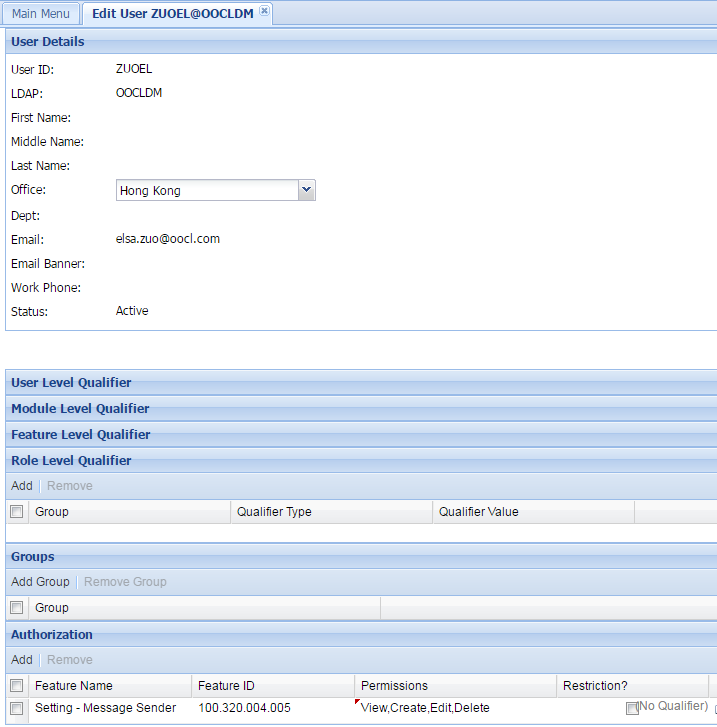 Main Menu Edit User ZUOEL@OOCLDM
User Details
User ID: ZUOEL
LDAP: OOCLDM
First Name:
Middle Name:
Last Name:
Office: Hong Kong
Dept:
Email: elsa.zuo@oocl.com
Email Banner:
Work Phone:
Status: Active
User Level Qualifier
Module Level Qualifier
Feature Level Qualifier
Role Level Qualifier
Add Remove
Group Qualifier Type Qualifier Value
Groups
Add Group Remove Group
Group
Authorization
Add Remove
Feature Name Feature ID Permissions Restriction?
Setting - Message Sender 100.320.004.005 View,Create,Edit,Delete (No Qualifier)